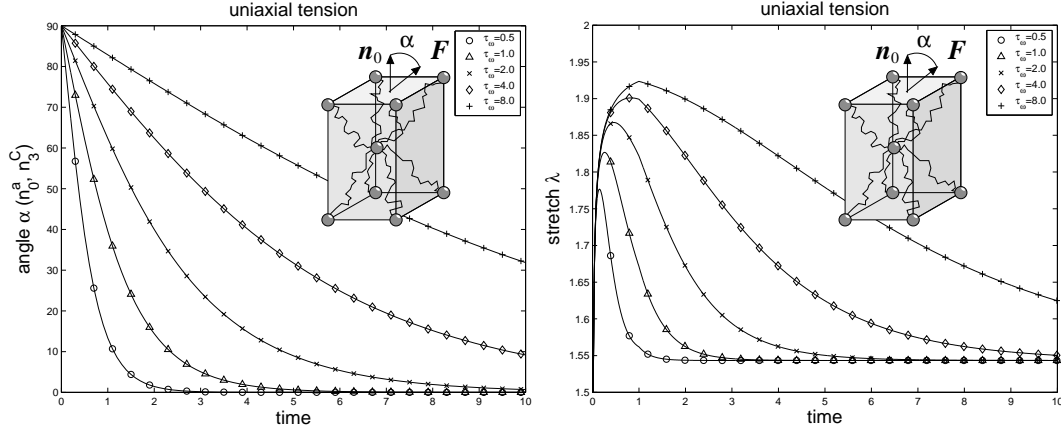 uniaxial tension
90
80
70
60
50
40
30
20
10
0
angle α (n₀ᵃ, n₃ᶜ)
0 1 2 3 4 5 6 7 8 9 10
time
n₀ α F
τω=0.5
τω=1.0
τω=2.0
τω=4.0
τω=8.0
uniaxial tension
2
1.95
1.9
1.85
1.8
1.75
1.7
1.65
1.6
1.55
1.5
stretch λ
0 1 2 3 4 5 6 7 8 9 10
time
n₀ α F
τω=0.5
τω=1.0
τω=2.0
τω=4.0
τω=8.0